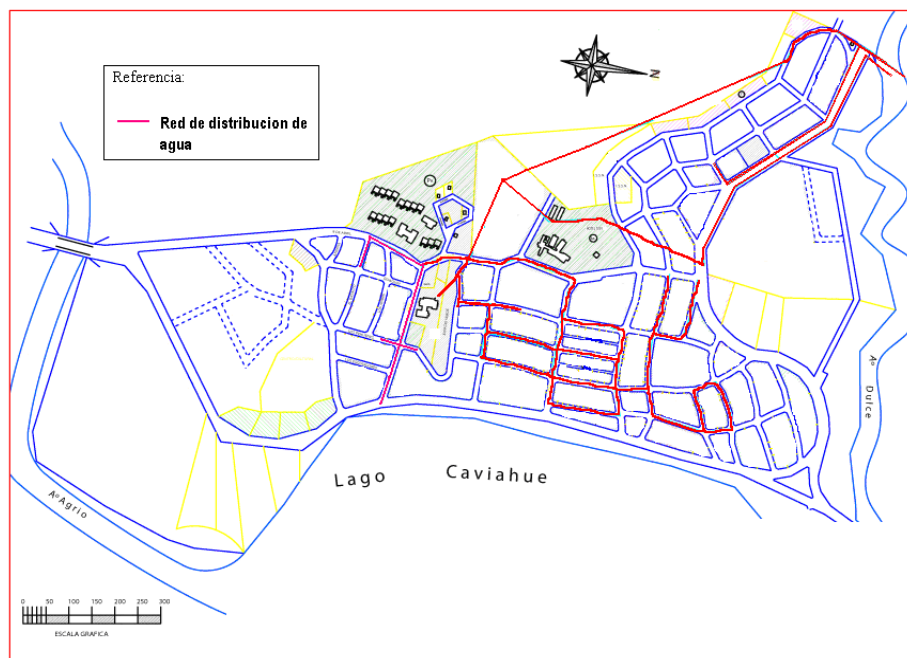 Referencia:
Red de distribucion de
agua
N
Aº Dulce
Lago Caviahue
Aº Agrio
0 50 100 150 200 250 300
ESCALA GRAFICA